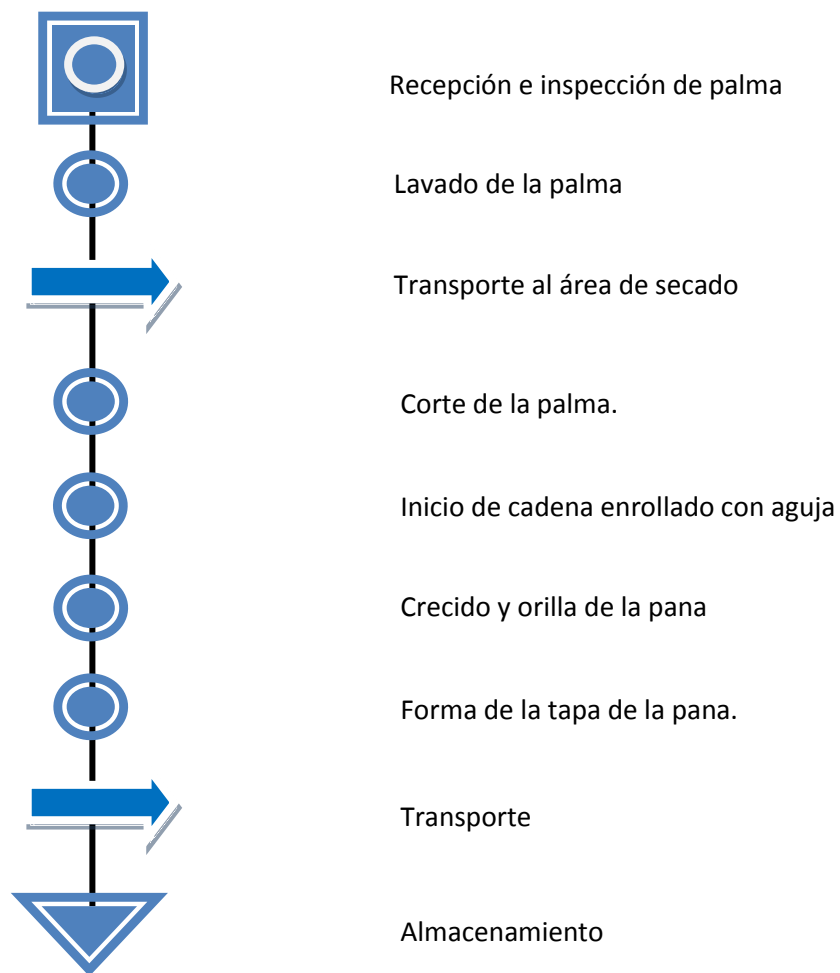 Recepción e inspección de palma
Lavado de la palma
Transporte al área de secado
Corte de la palma.
Inicio de cadena enrollado con aguja
Crecido y orilla de la pana
Forma de la tapa de la pana.
Transporte
Almacenamiento